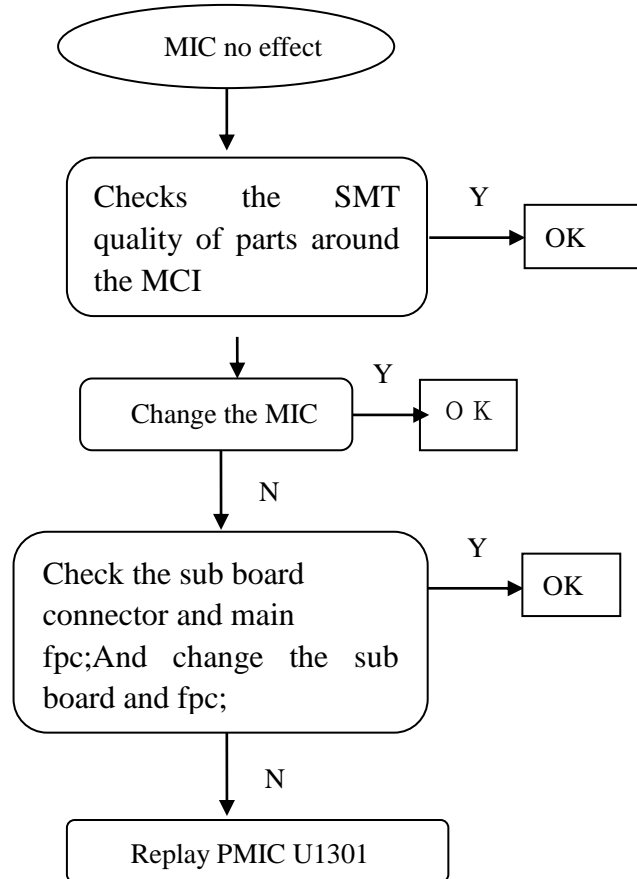 MIC no effect
Checks the SMT
quality of parts around
the MCI
Y
OK
Y
Change the MIC
O K
N
Y
Check the sub board
connector and main
fpc;And change the sub
board and fpc;
OK
N
Replay PMIC U1301